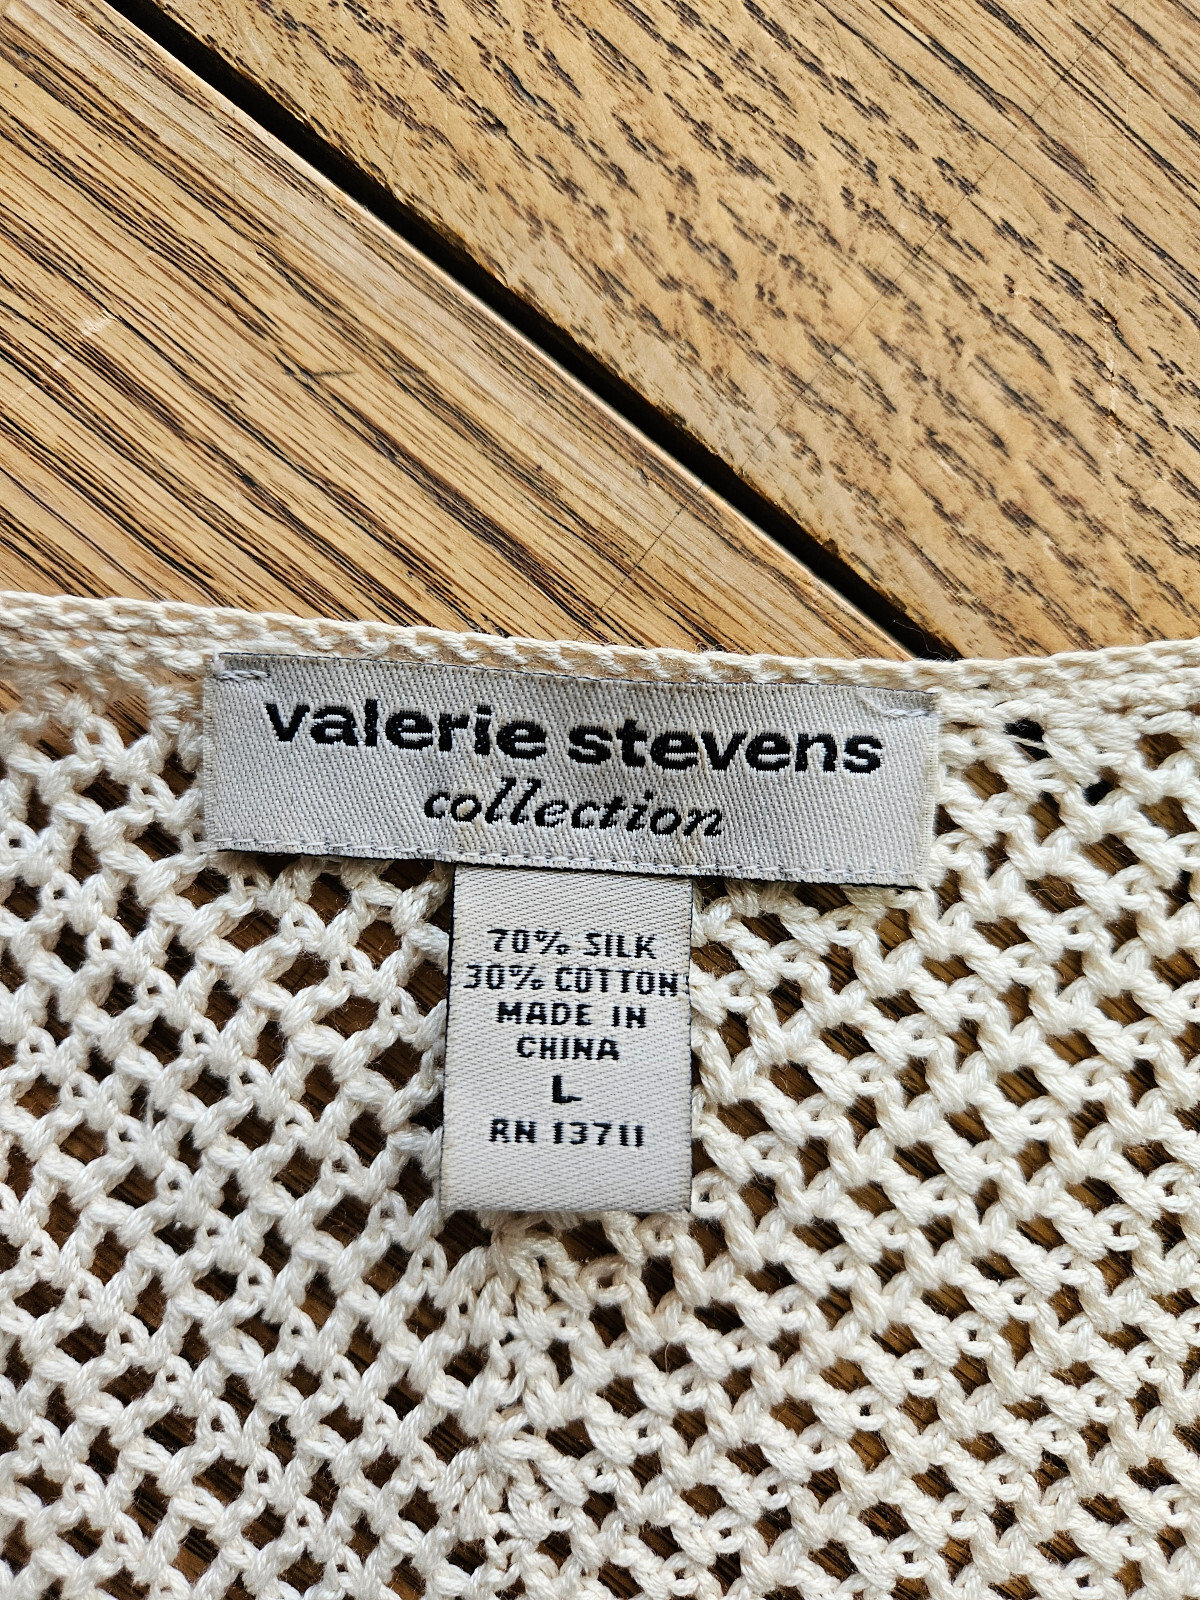 valerie stevens
collection
70% SILK
30% COTTON
MADE IN
CHINA
L
RN 13711